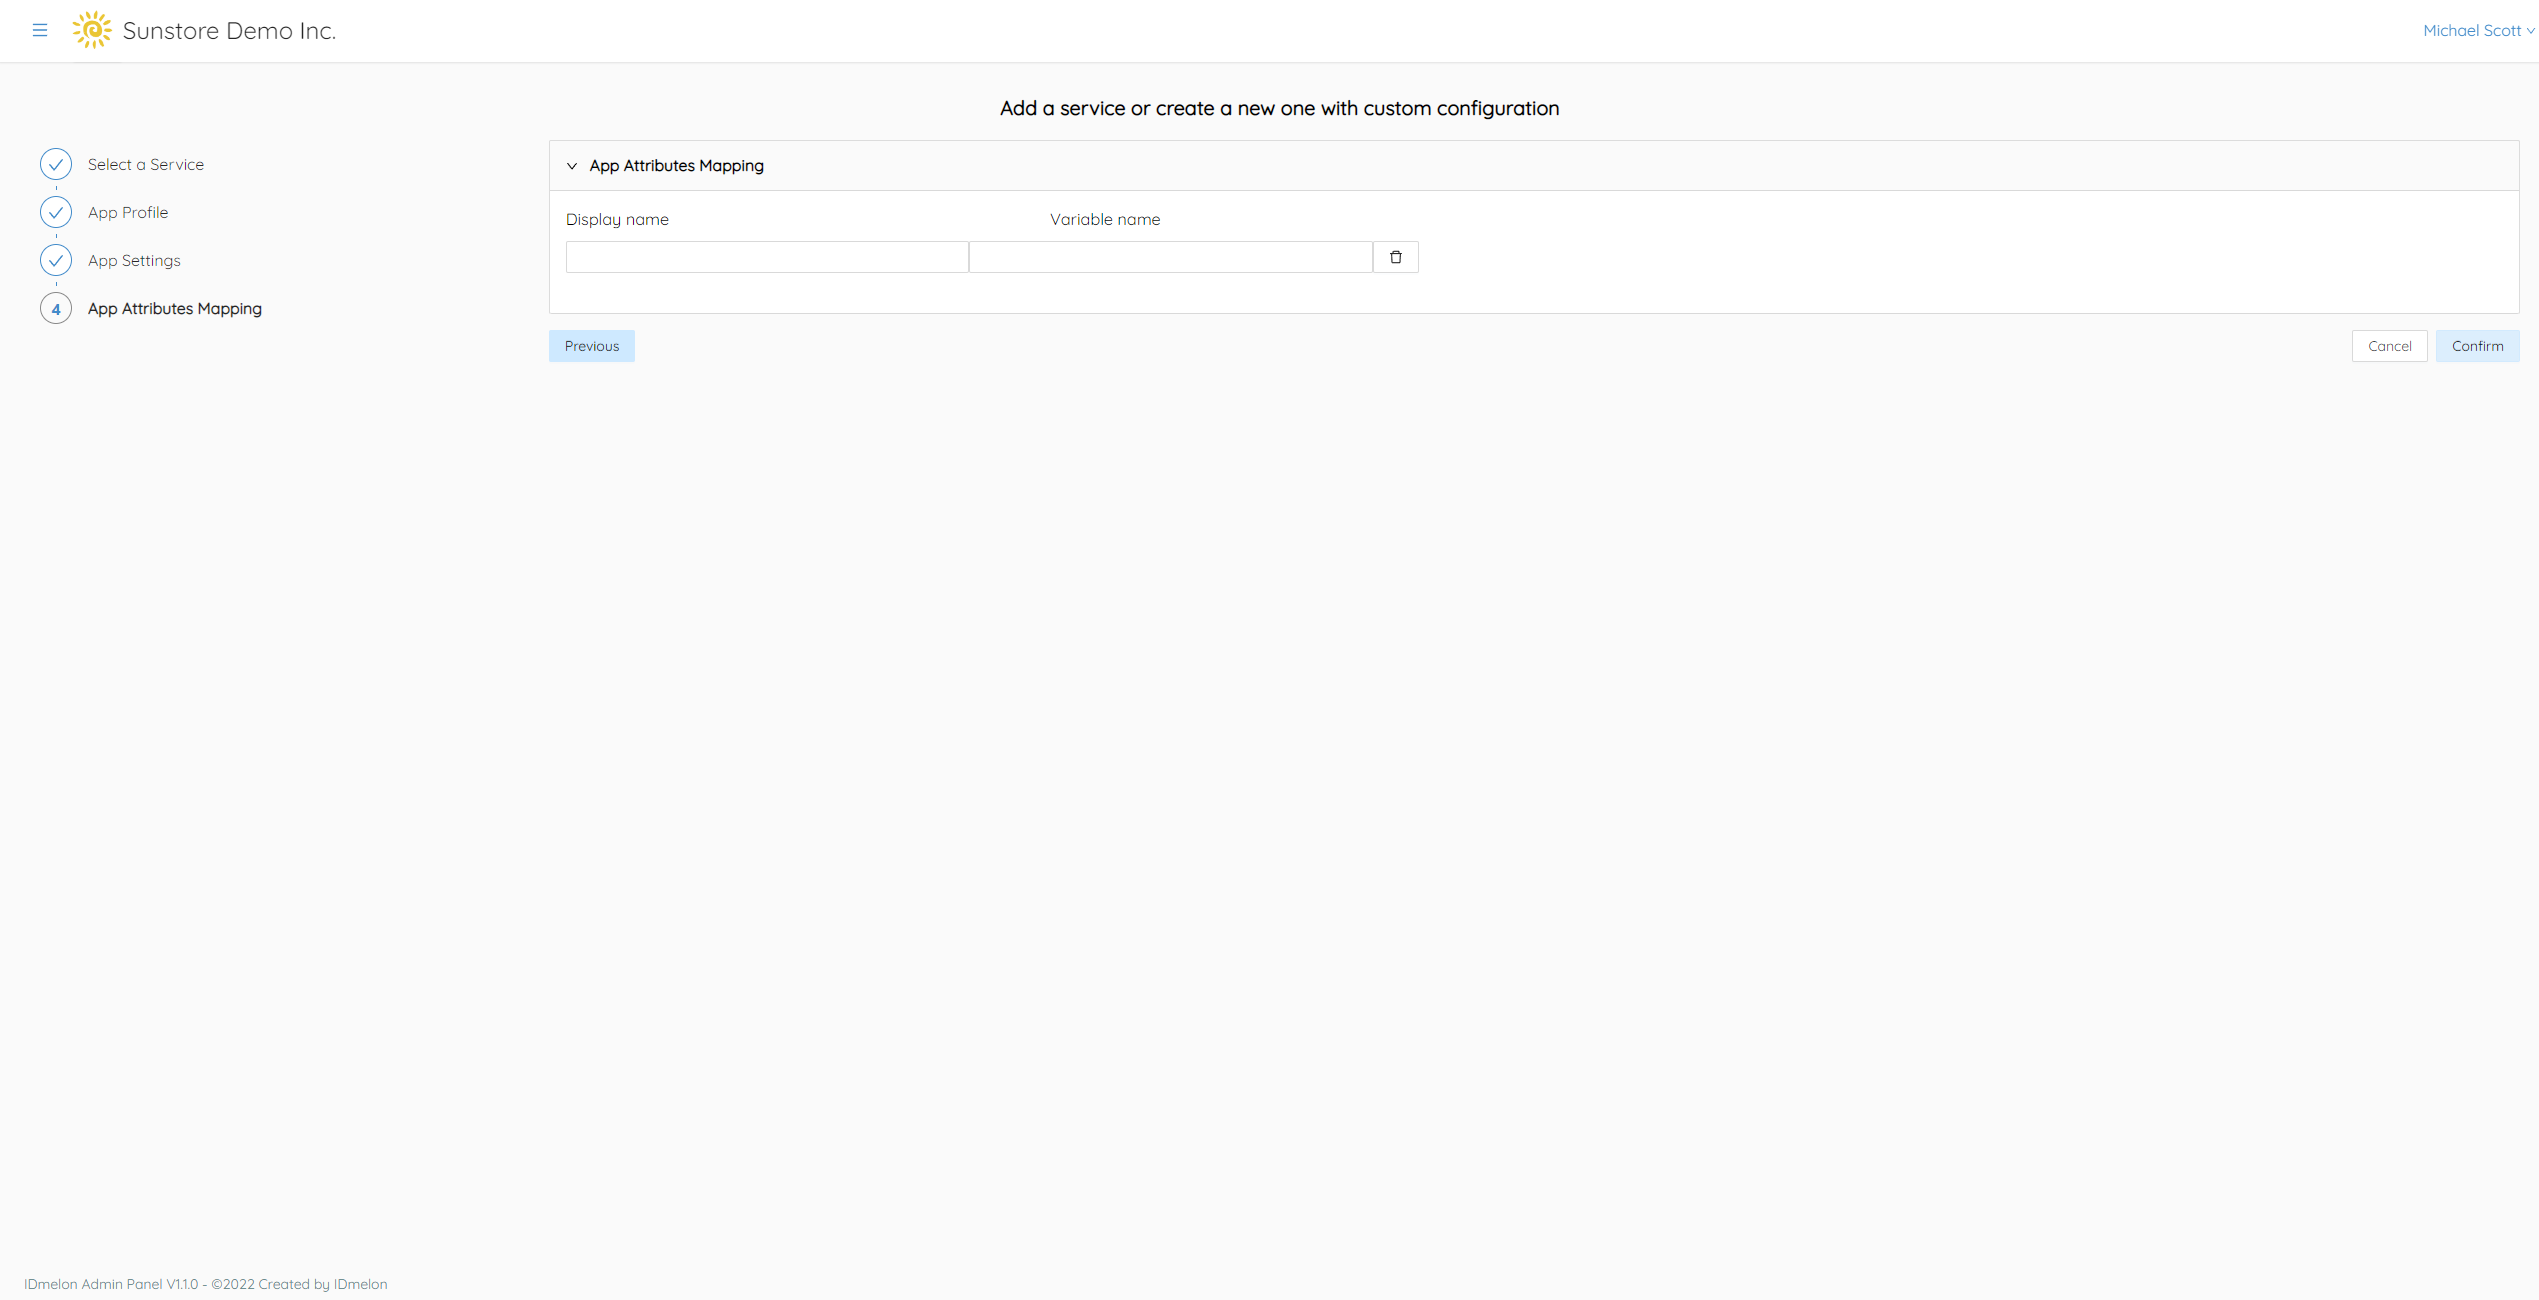 Sunstore Demo Inc.
Michael Scott
Add a service or create a new one with custom configuration
Select a Service
App Profile
App Settings
4 App Attributes Mapping
App Attributes Mapping
Display name Variable name
Previous Cancel Confirm
IDmelon Admin Panel V1.1.0 - ©2022 Created by IDmelon